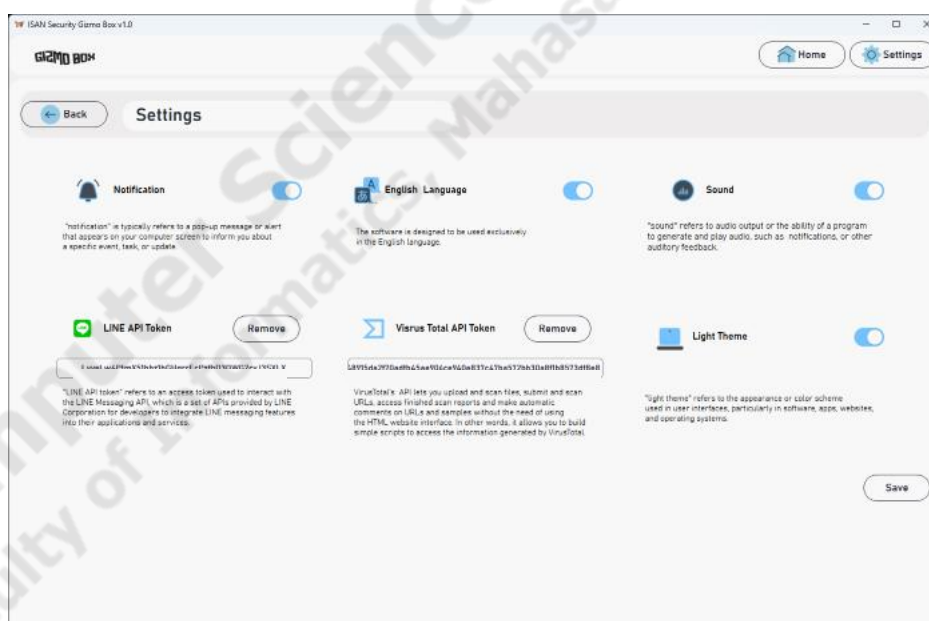 ISAN Security Gizmo Box v1.0
GIZMO BOX
Home
Settings
Back
Settings
Notification
"notification" is typically refers to a pop-up message or alert
that appears on your computer screen to inform you about
a specific event, task, or update
English Language
The software is designed to be used exclusively
in the English language.
Sound
"sound" refers to audio output or the ability of a program
to generate and play audio, such as notifications, or other
auditory feedback.
LINE API Token
Remove
"LINE API token" refers to an access token used to interact with
the LINE Messaging API, which is a set of APIs provided by LINE
Corporation for developers to integrate LINE messaging features
into their applications and services.
Visrus Total API Token
Remove
VirusTotal's API lets you upload and scan files, submit and scan
URLs, access finished scan reports and make automatic
comments on URLs and samples without the need of using
the HTML website interface. In other words, it allows you to build
simple scripts to access the information generated by VirusTotal.
Light Theme
"light theme" refers to the appearance or color scheme
used in user interfaces, particularly in software, apps, websites,
and operating systems.
Save